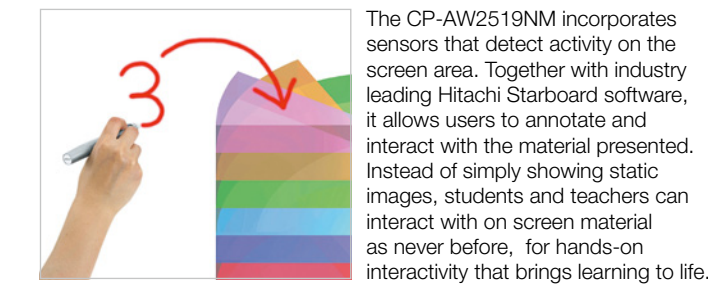 3
The CP-AW2519NM incorporates
sensors that detect activity on the
screen area. Together with industry
leading Hitachi Starboard software,
it allows users to annotate and
interact with the material presented.
Instead of simply showing static
images, students and teachers can
interact with on screen material
as never before, for hands-on
interactivity that brings learning to life.